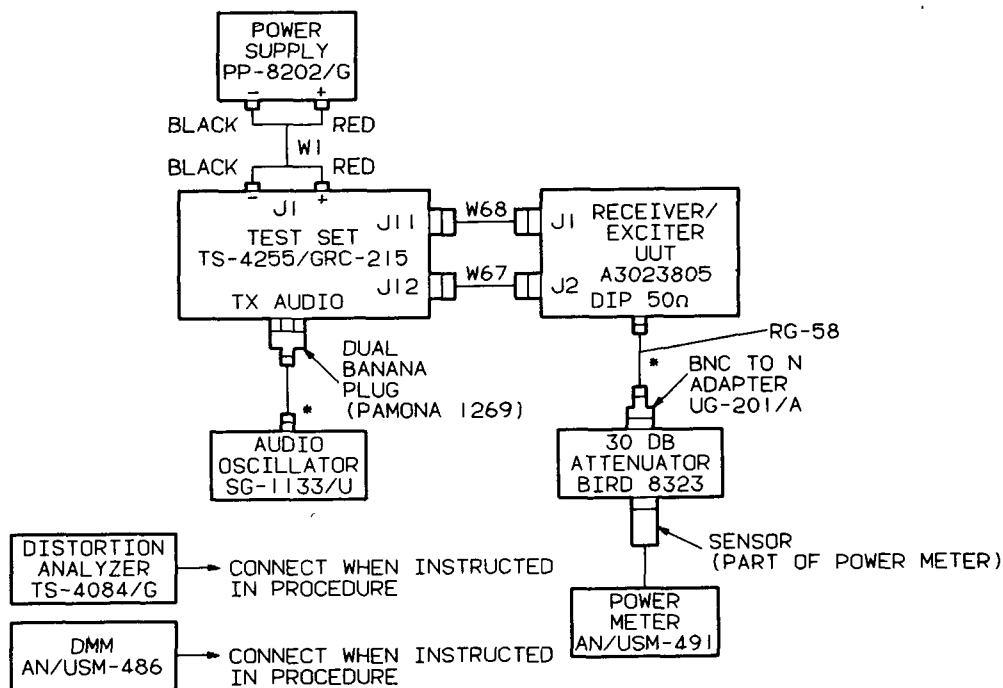 POWER
SUPPLY
PP-8202/G
- +
BLACK RED
W1
BLACK RED
- +
J1
TEST SET
TS-4255/GRC-215
J11
J12
TX AUDIO
W68
W67
J1
RECEIVER/
EXCITER
UUT
A3023805
J2
DIP 50Ω
DUAL
BANANA
PLUG
(PAMONA 1269)
*
AUDIO
OSCILLATOR
SG-1133/U
RG-58
*
BNC TO N
ADAPTER
UG-201/A
30 DB
ATTENUATOR
BIRD 8323
SENSOR
(PART OF POWER METER)
POWER
METER
AN/USM-491
DISTORTION
ANALYZER
TS-4084/G
CONNECT WHEN INSTRUCTED
IN PROCEDURE
DMM
AN/USM-486
CONNECT WHEN INSTRUCTED
IN PROCEDURE